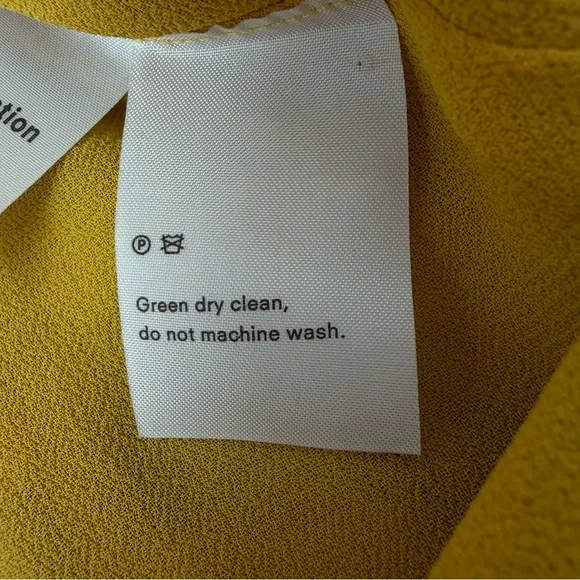 Ⓟ
Green dry clean,
do not machine wash.